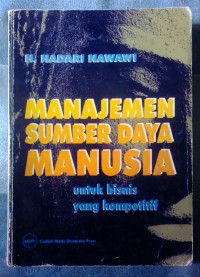 H. HADARI NAWAWI
MANAJEMEN
SUMBER DAYA
MANUSIA
untuk bisnis
yang kompetitif
Gadjah Mada University Press